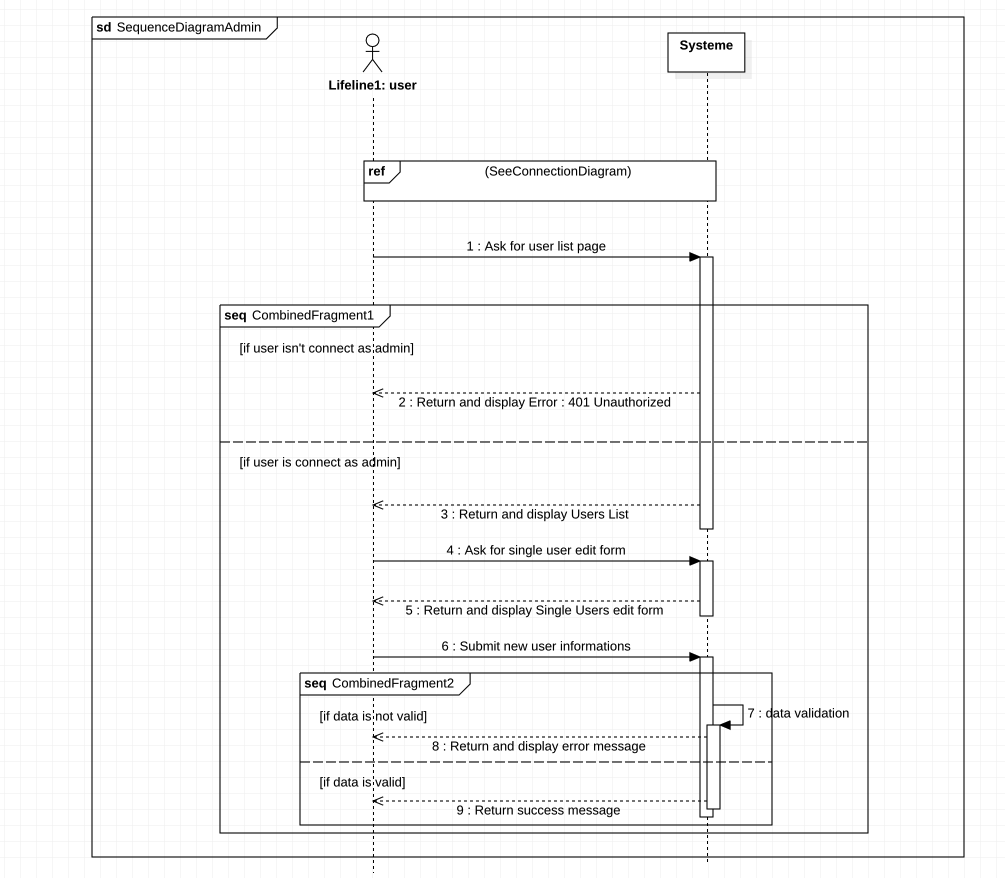 sd SequenceDiagramAdmin
Systeme
Lifeline1: user
ref (SeeConnectionDiagram)
1 : Ask for user list page
seq CombinedFragment1
[if user isn't connect as admin]
2 : Return and display Error : 401 Unauthorized
[if user is connect as admin]
3 : Return and display Users List
4 : Ask for single user edit form
5 : Return and display Single Users edit form
6 : Submit new user informations
seq CombinedFragment2
7 : data validation
[if data is not valid]
8 : Return and display error message
[if data is valid]
9 : Return success message